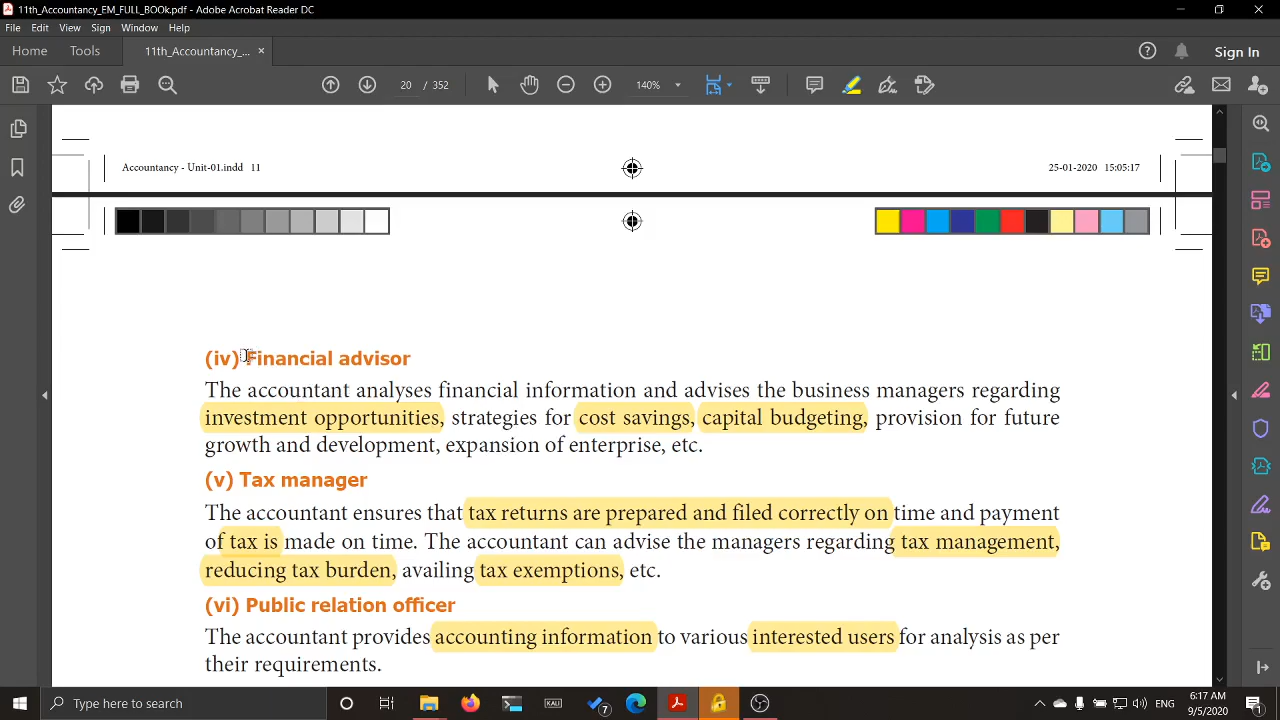 11th_Accountancy_EM_FULL_BOOk.pdf - Adobe Acrobat Reader DC
File Edit View Sign Window Help
Home Tools 11th_Accountancy_... × Sign In
20 / 352 140%
Accountancy - Unit-01.indd 11 25-01-2020 15:05:17
(iv) Financial advisor
The accountant analyses financial information and advises the business managers regarding
investment opportunities, strategies for cost savings, capital budgeting, provision for future
growth and development, expansion of enterprise, etc.
(v) Tax manager
The accountant ensures that tax returns are prepared and filed correctly on time and payment
of tax is made on time. The accountant can advise the managers regarding tax management,
reducing tax burden, availing tax exemptions, etc.
(vi) Public relation officer
The accountant provides accounting information to various interested users for analysis as per
their requirements.
Type here to search KALI 7 6:17 AM
9/5/2020 1